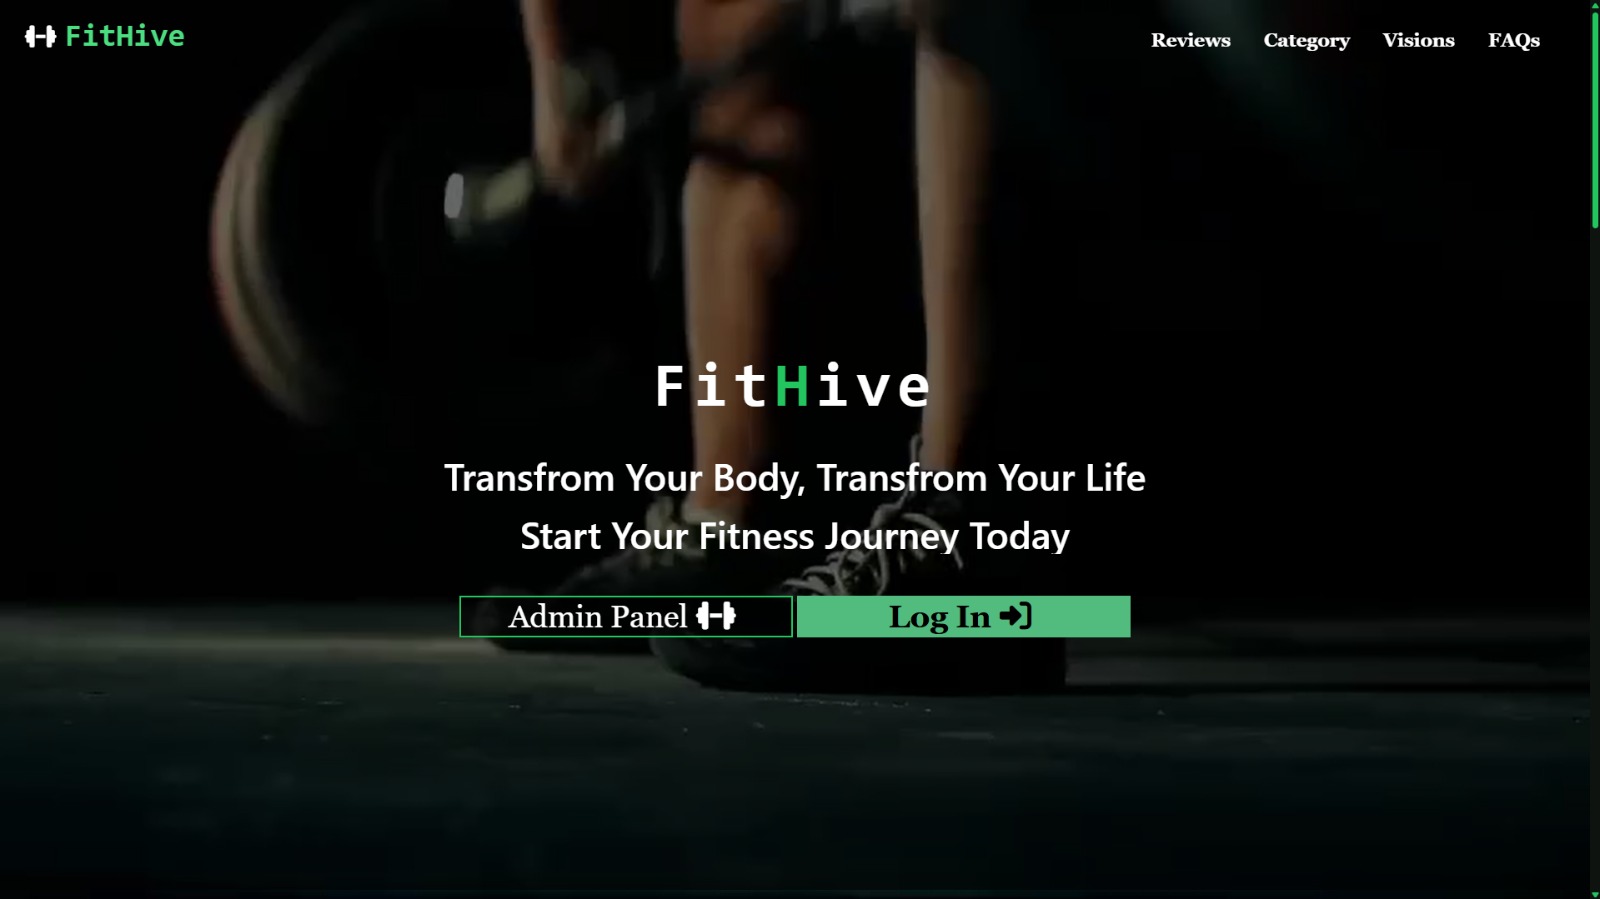 FitHive
Reviews Category Visions FAQs
FitHive
Transfrom Your Body, Transfrom Your Life
Start Your Fitness Journey Today
Admin Panel
Log In